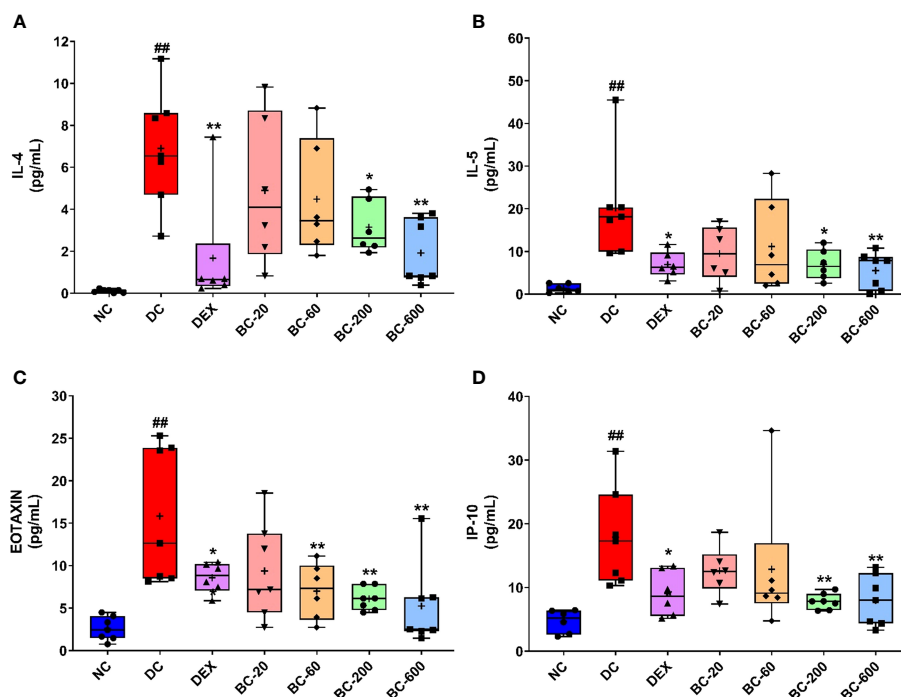 A
IL-4
(pg/mL)
12
10
8
6
4
2
0
##
**
*
**
NC
DC
DEX
BC-20
BC-60
BC-200
BC-600
B
IL-5
(pg/mL)
60
50
40
30
20
10
0
##
*
*
**
NC
DC
DEX
BC-20
BC-60
BC-200
BC-600
C
EOTAXIN
(pg/mL)
30
25
20
15
10
5
0
##
*
**
**
**
NC
DC
DEX
BC-20
BC-60
BC-200
BC-600
D
IP-10
(pg/mL)
40
30
20
10
0
##
*
**
**
NC
DC
DEX
BC-20
BC-60
BC-200
BC-600